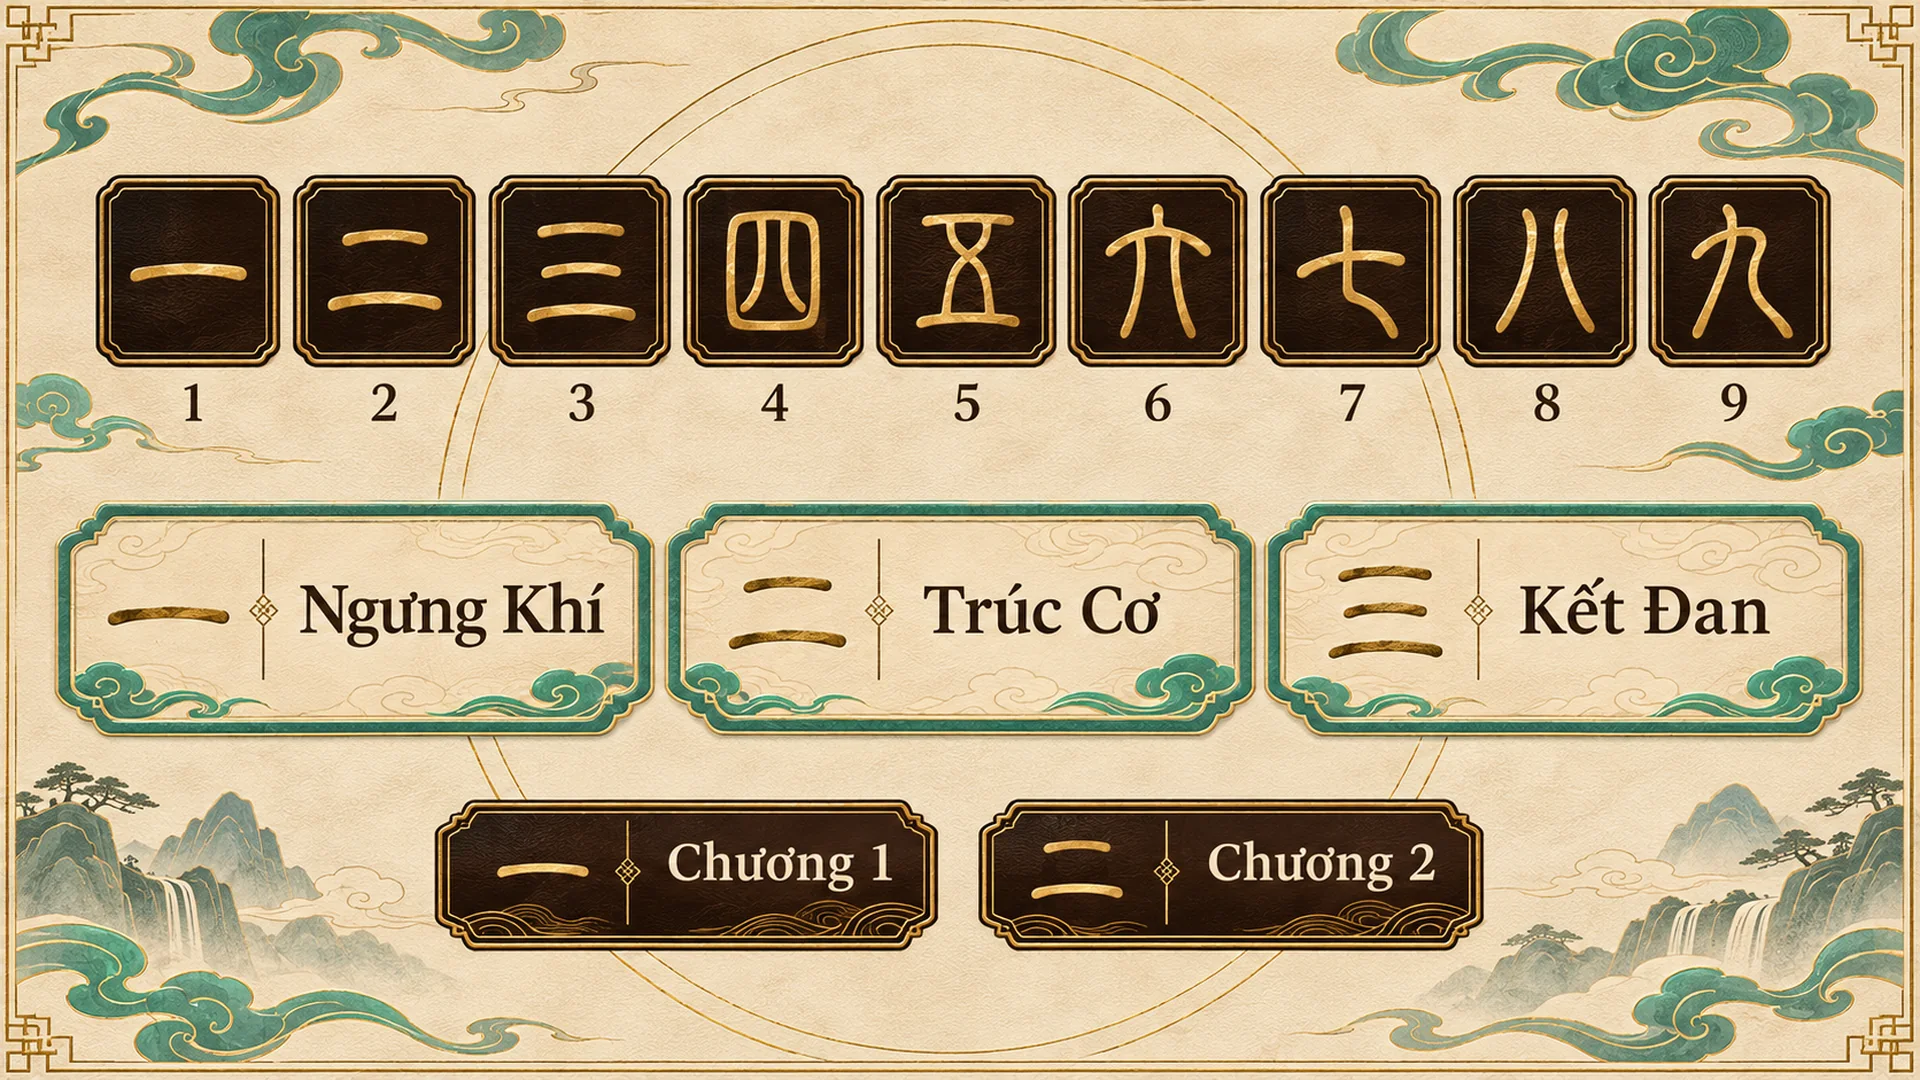 一 二 三 四 五 六 七 八 九
1 2 3 4 5 6 7 8 9
一 Ngưng Khí
二 Trúc Cơ
三 Kết Đan
一 Chương 1
二 Chương 2